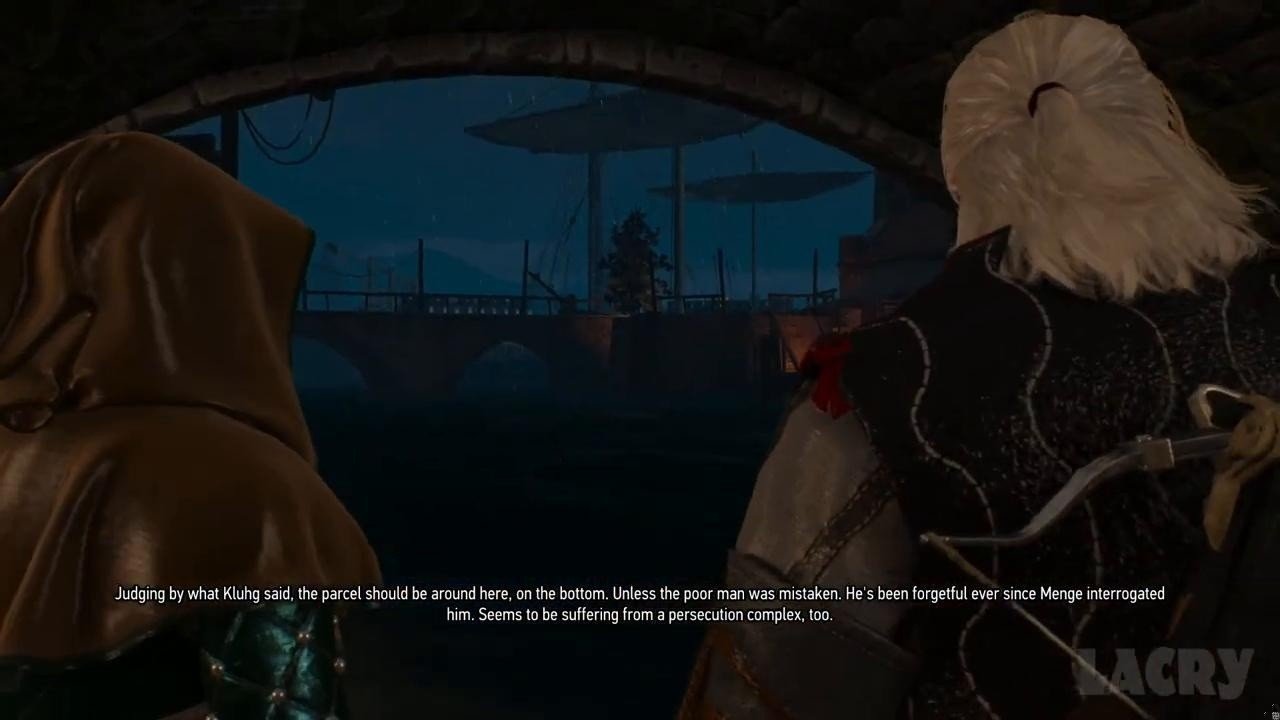 Judging by what Kluhg said, the parcel should be around here, on the bottom. Unless the poor man was mistaken. He's been forgetful ever since Menge interrogated
him. Seems to be suffering from a persecution complex, too.
LACRY